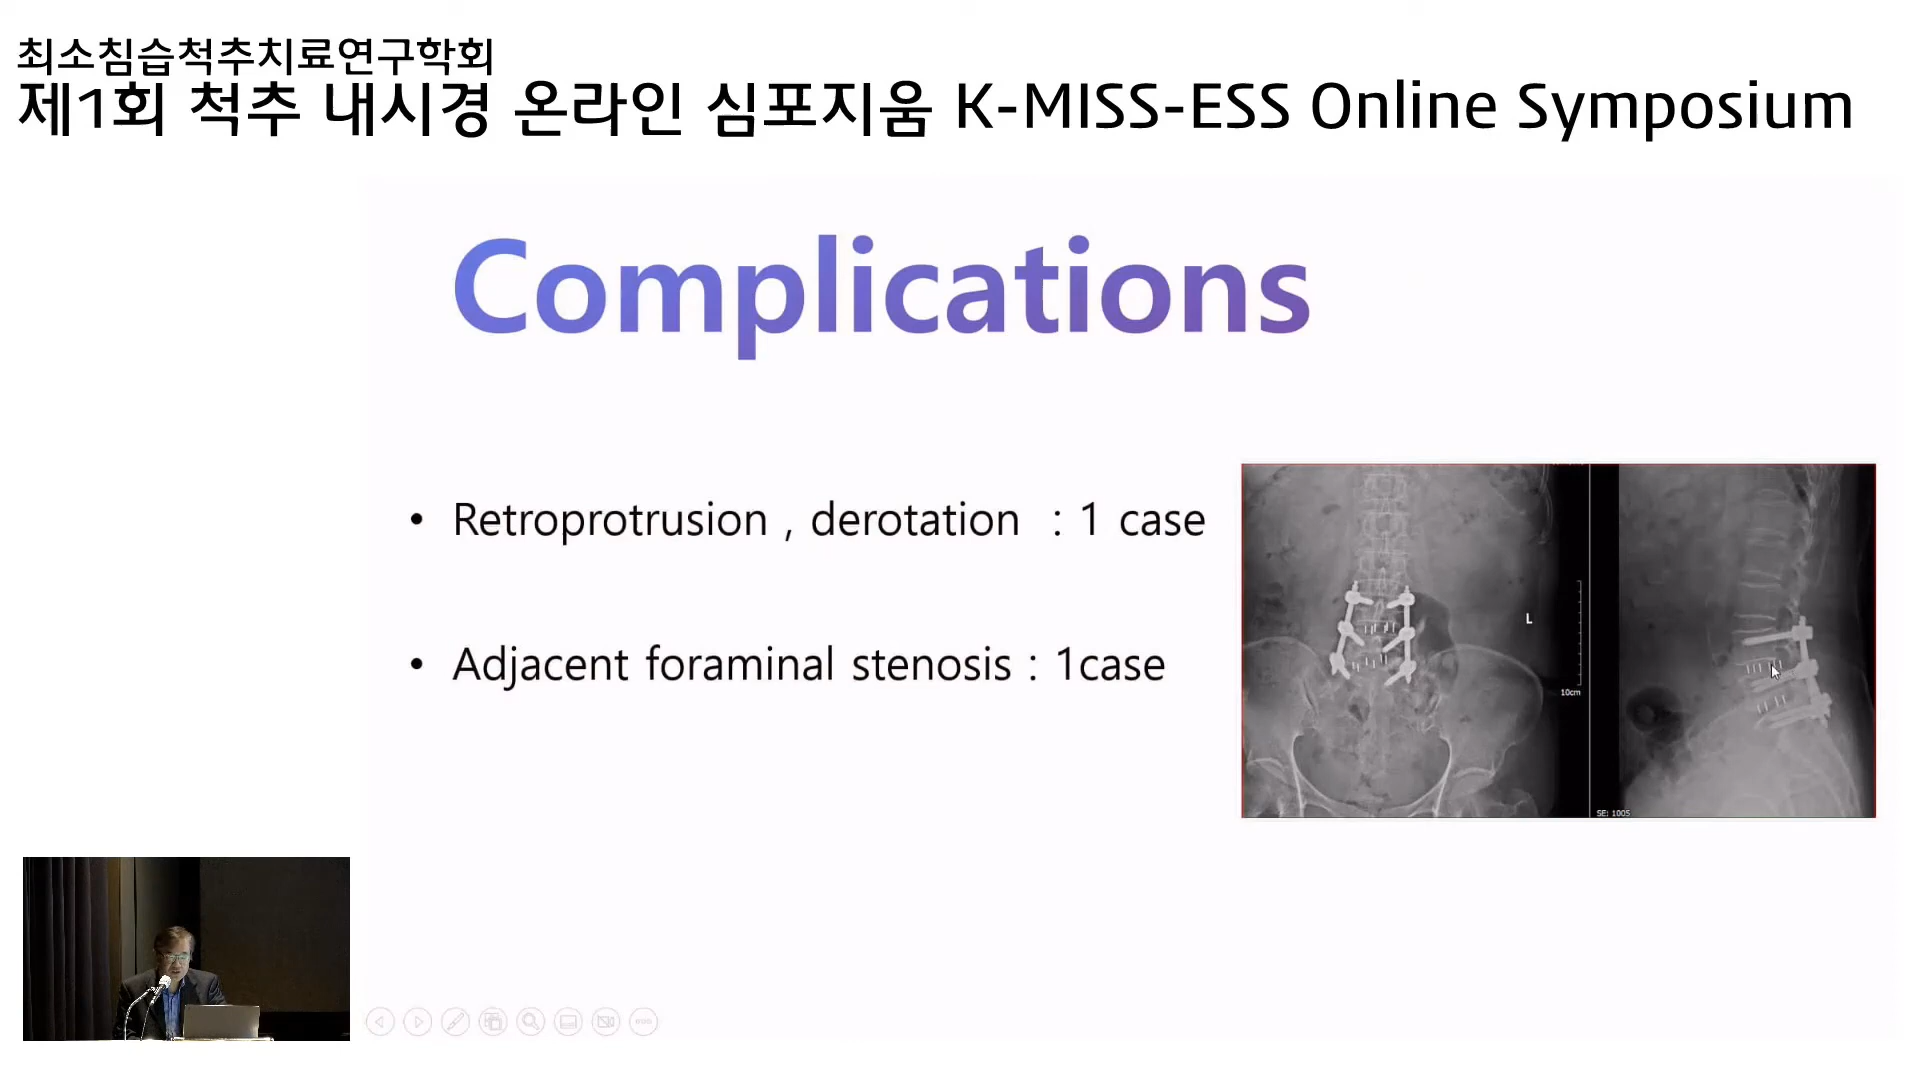 최소침습척추치료연구학회
제1회 척추 내시경 온라인 심포지움 K-MISS-ESS Online Symposium
Complications
• Retroprotrusion , derotation : 1 case
• Adjacent foraminal stenosis : 1case
L
10cm
SE: 1005